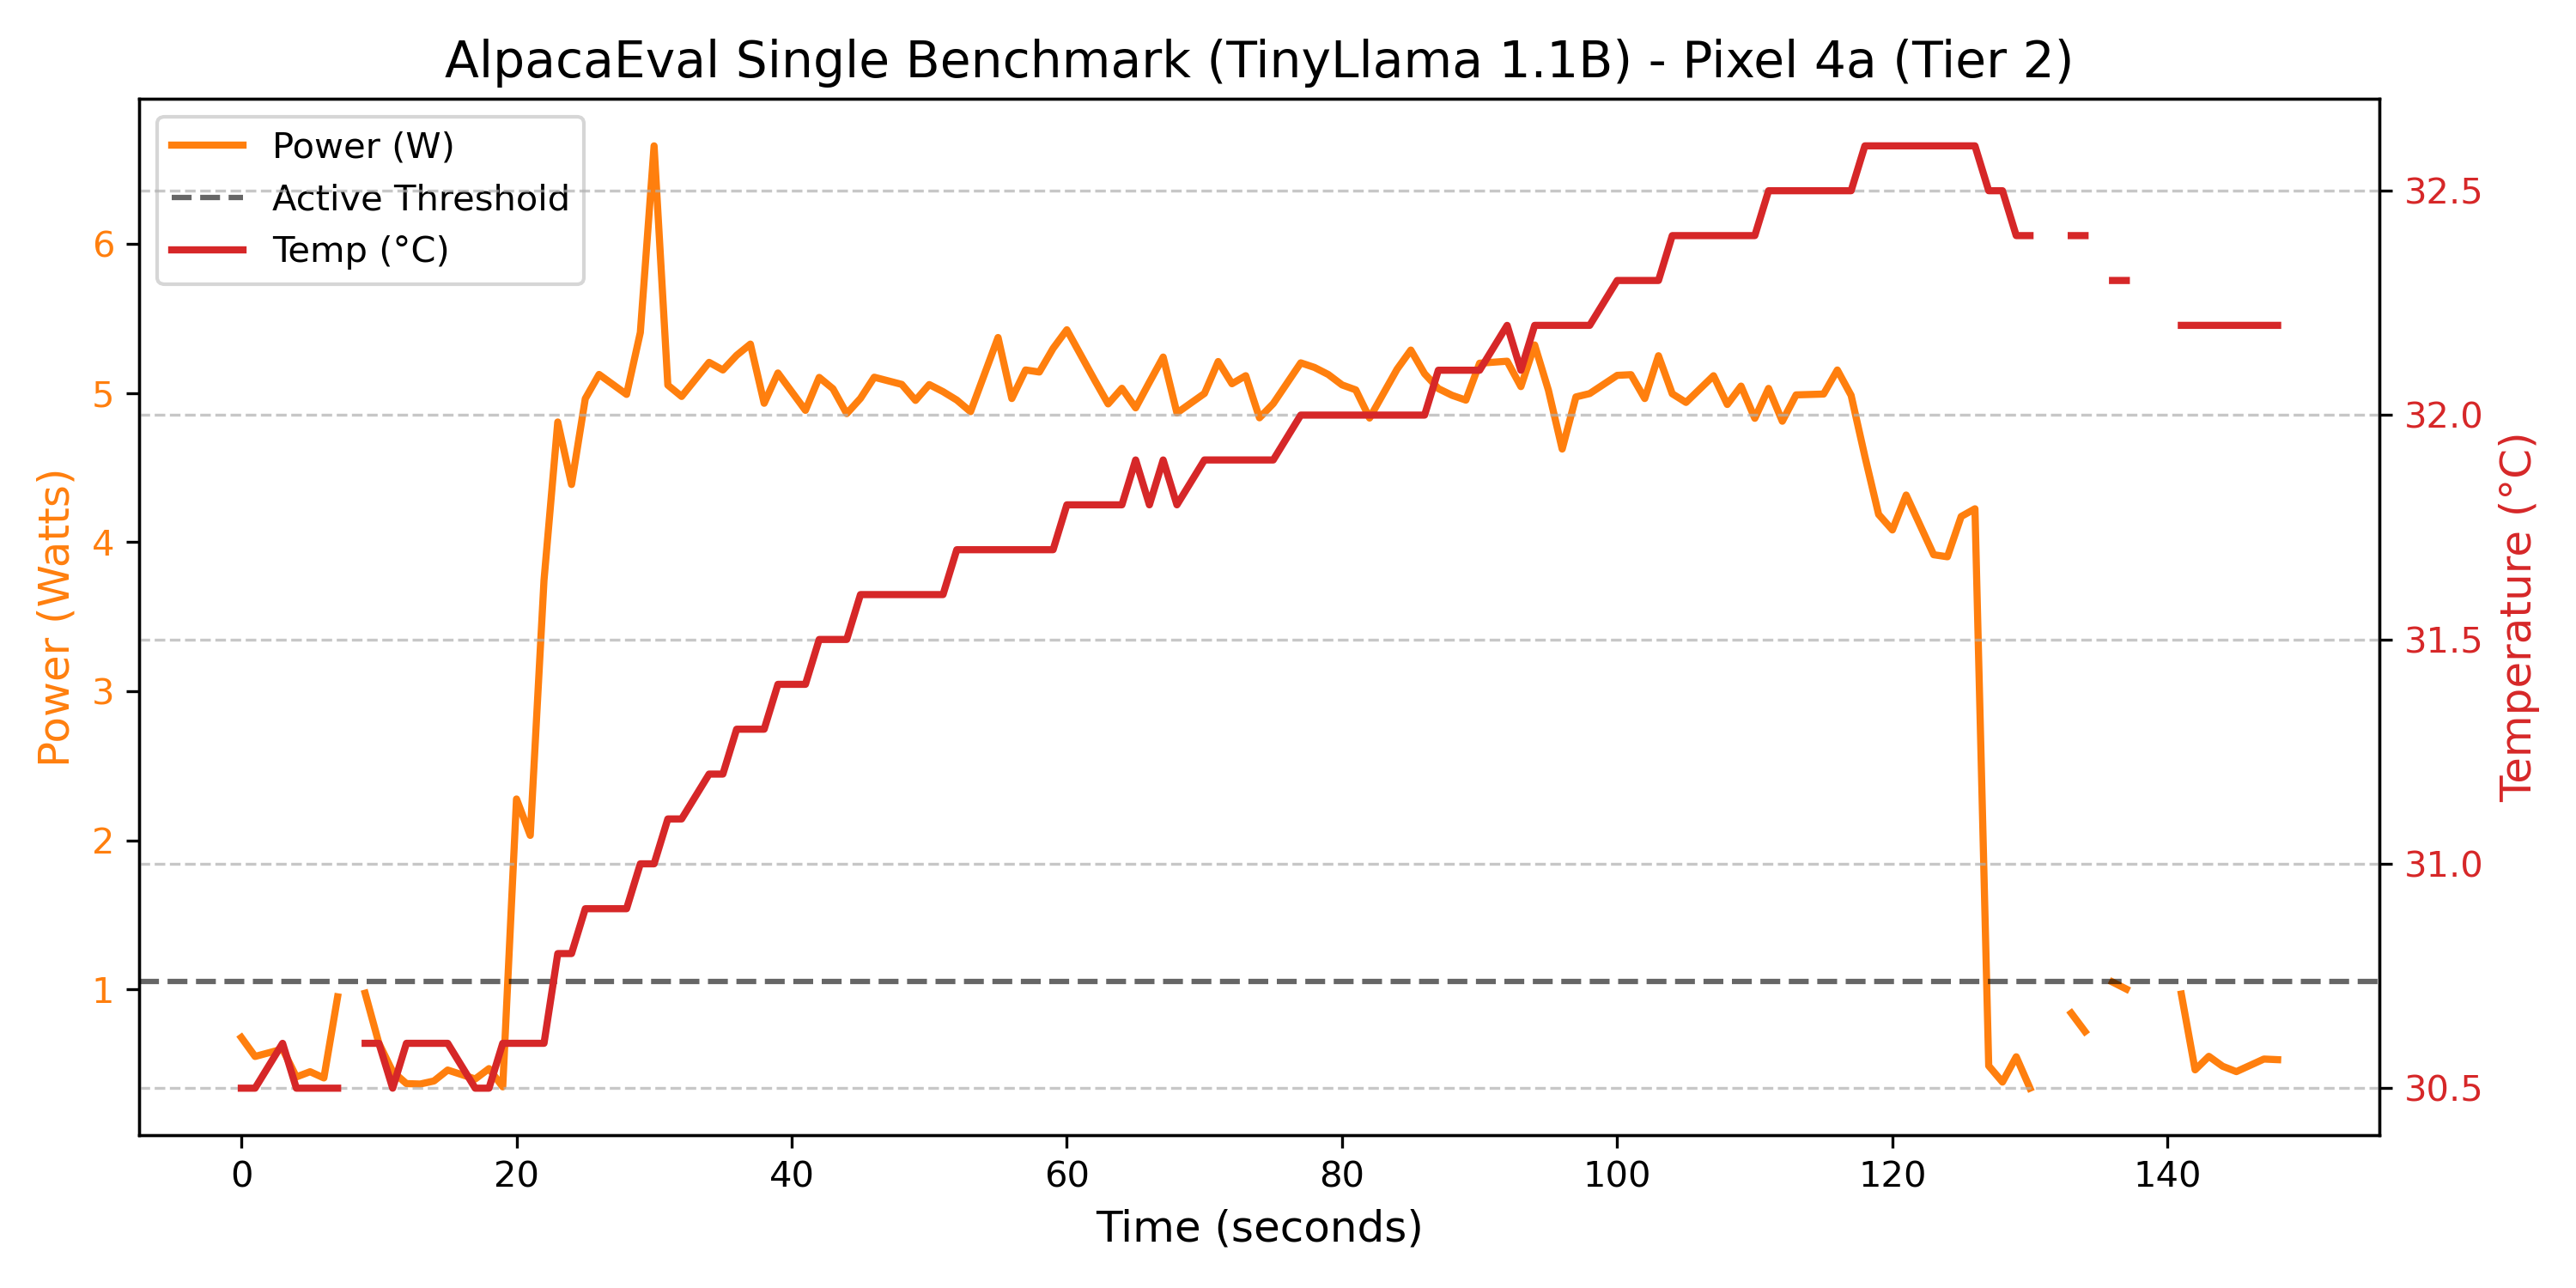 AlpacaEval Single Benchmark (TinyLlama 1.1B) - Pixel 4a (Tier 2)
Power (W)
Active Threshold
Temp (°C)
Power (Watts)
6
5
4
3
2
1
32.5
32.0
31.5
31.0
30.5
Temperature (°C)
0 20 40 60 80 100 120 140
Time (seconds)